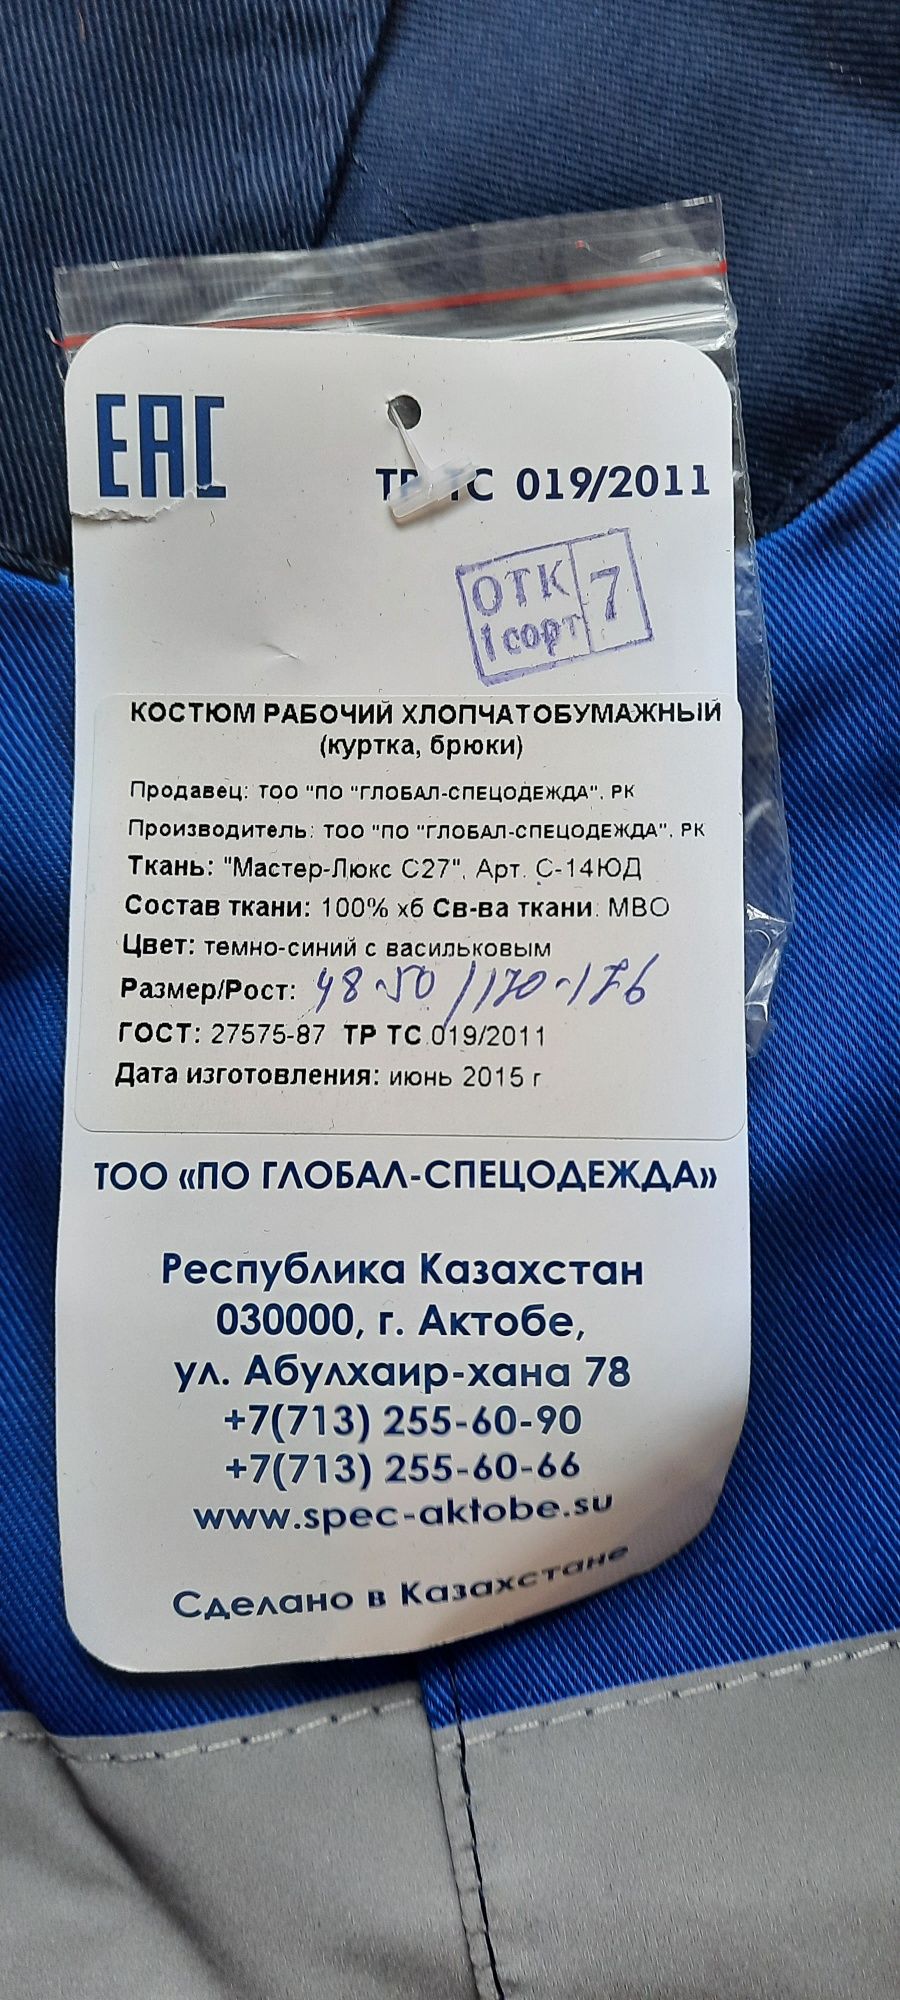 ЕАС
ТР ТС 019/2011
ОТК 7
1 сорт
КОСТЮМ РАБОЧИЙ ХЛОПЧАТОБУМАЖНЫЙ
(куртка, брюки)
Продавец: ТОО "ПО "ГЛОБАЛ-СПЕЦОДЕЖДА", РК
Производитель: ТОО "ПО "ГЛОБАЛ-СПЕЦОДЕЖДА", РК
Ткань: "Мастер-Люкс С27", Арт. С-14ЮД
Состав ткани: 100% хб Св-ва ткани: МВО
Цвет: темно-синий с васильковым
Размер/Рост: 48-50/170-176
ГОСТ: 27575-87 ТР ТС 019/2011
Дата изготовления: июнь 2015 г
ТОО «ПО ГЛОБАЛ-СПЕЦОДЕЖДА»
Республика Казахстан
030000, г. Актобе,
ул. Абулхаир-хана 78
+7(713) 255-60-90
+7(713) 255-60-66
www.spec-aktobe.su
Сделано в Казахстане